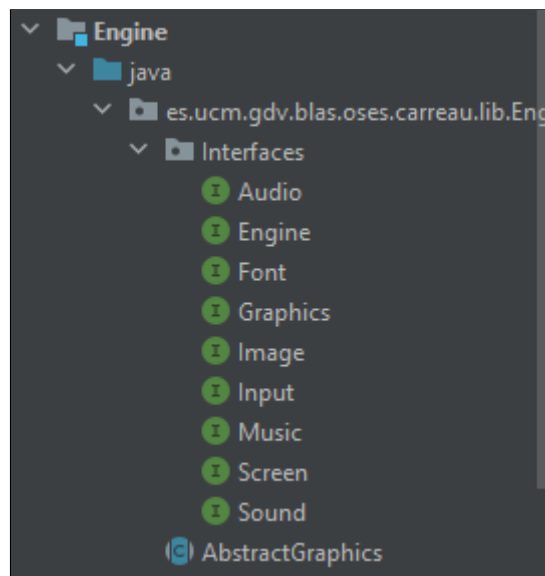 Engine
java
es.ucm.gdv.blas.oses.carreau.lib.Eng
Interfaces
I Audio
I Engine
I Font
I Graphics
I Image
I Input
I Music
I Screen
I Sound
C AbstractGraphics